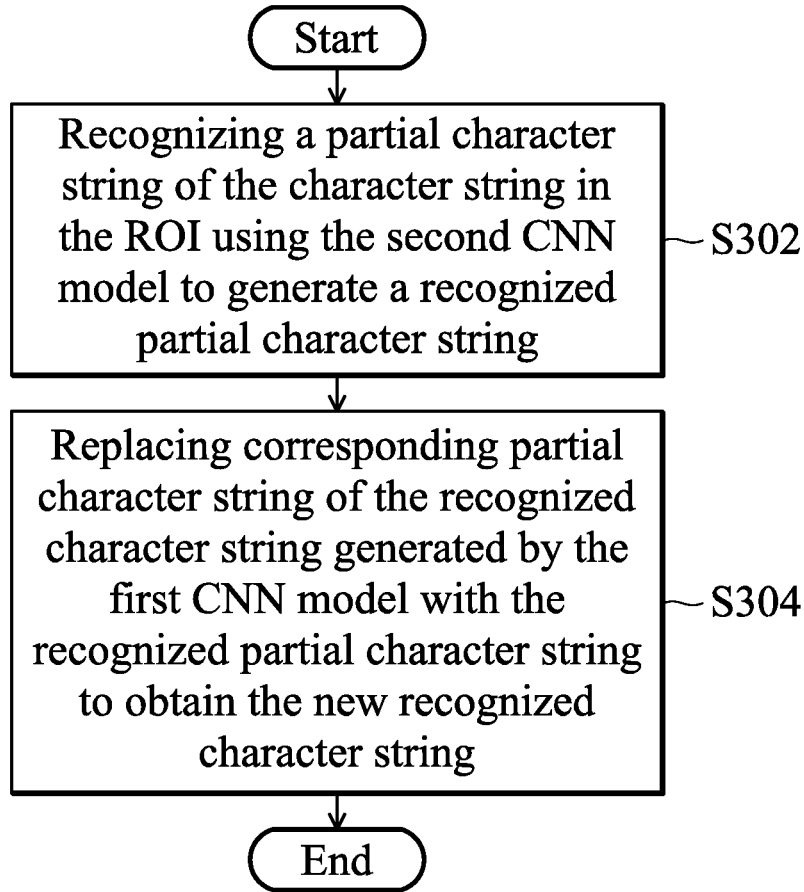 Start
Recognizing a partial character
string of the character string in
the ROI using the second CNN
model to generate a recognized
partial character string
S302
Replacing corresponding partial
character string of the recognized
character string generated by the
first CNN model with the
recognized partial character string
to obtain the new recognized
character string
S304
End